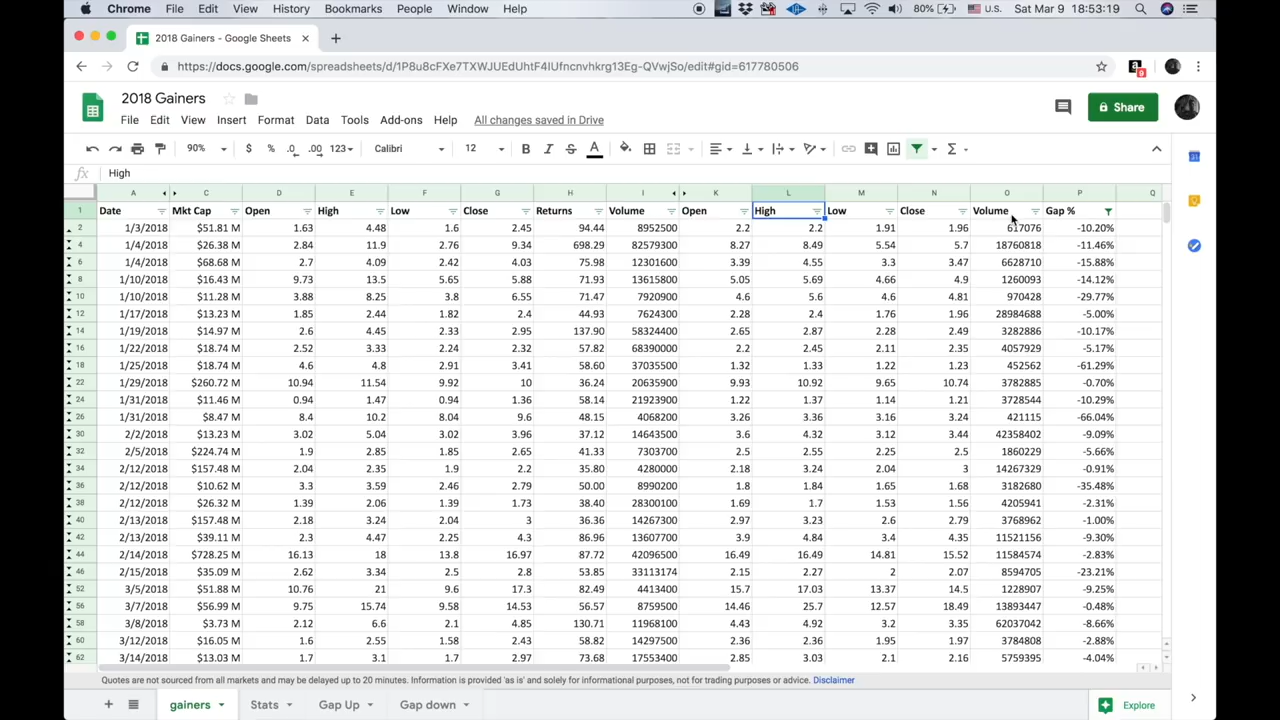 Chrome File Edit View History Bookmarks People Window Help 80% U.S. Sat Mar 9 18:53:19
2018 Gainers - Google Sheets
https://docs.google.com/spreadsheets/d/1P8u8cFXe7TXWJUEdUhtF4IUfncnvhkrg13Eg-QVwjSo/edit#gid=617780506
2018 Gainers
File Edit View Insert Format Data Tools Add-ons Help All changes saved in Drive Share
90% $ % .0 .00 123 Calibri 12 B I S A
fx High
A C D E F G H I K L M N O P Q
1 Date Mkt Cap Open High Low Close Returns Volume Open High Low Close Volume Gap %
2 1/3/2018 $51.81 M 1.63 4.48 1.6 2.45 94.44 8952500 2.2 2.2 1.91 1.96 617076 -10.20%
4 1/4/2018 $26.38 M 2.84 11.9 2.76 9.34 698.29 82579300 8.27 8.49 5.54 5.7 18760818 -11.46%
6 1/4/2018 $68.68 M 2.7 4.09 2.42 4.03 75.98 12301600 3.39 4.55 3.3 3.47 6628710 -15.88%
8 1/10/2018 $16.43 M 9.73 13.5 5.65 5.88 71.93 13615800 5.05 5.69 4.66 4.9 1260093 -14.12%
10 1/10/2018 $11.28 M 3.88 8.25 3.8 6.55 71.47 7920900 4.6 5.6 4.6 4.81 970428 -29.77%
12 1/17/2018 $13.23 M 1.85 2.44 1.82 2.4 44.93 7624300 2.28 2.4 1.76 1.96 28984688 -5.00%
14 1/19/2018 $14.97 M 2.6 4.45 2.33 2.95 137.90 58324400 2.65 2.87 2.28 2.49 3282886 -10.17%
16 1/22/2018 $18.74 M 2.52 3.33 2.24 2.32 57.82 68390000 2.2 2.45 2.11 2.35 4057929 -5.17%
18 1/25/2018 $18.74 M 4.6 4.8 2.91 3.41 58.60 37035500 1.32 1.33 1.22 1.23 452562 -61.29%
22 1/29/2018 $260.72 M 10.94 11.54 9.92 10 36.24 20635900 9.93 10.92 9.65 10.74 3782885 -0.70%
24 1/31/2018 $11.46 M 0.94 1.47 0.94 1.36 58.14 21923900 1.22 1.37 1.14 1.21 3728544 -10.29%
26 1/31/2018 $8.47 M 8.4 10.2 8.04 9.6 48.15 4068200 3.26 3.36 3.16 3.24 421115 -66.04%
30 2/2/2018 $13.23 M 3.02 5.04 3.02 3.96 37.12 14643500 3.6 4.32 3.12 3.44 42358402 -9.09%
32 2/5/2018 $224.74 M 1.9 2.85 1.85 2.65 41.33 7303700 2.5 2.55 2.25 2.5 1860229 -5.66%
34 2/12/2018 $157.48 M 2.04 2.35 1.9 2.2 35.80 4280000 2.18 3.24 2.04 3 14267329 -0.91%
36 2/12/2018 $10.62 M 3.3 3.59 2.46 2.79 50.00 8990200 1.8 1.84 1.65 1.68 3182680 -35.48%
38 2/12/2018 $26.32 M 1.39 2.06 1.39 1.73 38.40 28300100 1.69 1.7 1.53 1.56 4205941 -2.31%
40 2/13/2018 $157.48 M 2.18 3.24 2.04 3 36.36 14267300 2.97 3.23 2.6 2.79 3768962 -1.00%
42 2/13/2018 $39.11 M 2.3 4.47 2.25 4.3 86.96 13607700 3.9 4.84 3.4 4.35 11521156 -9.30%
44 2/14/2018 $728.25 M 16.13 18 13.8 16.97 87.72 42096500 16.49 16.49 14.81 15.52 11584574 -2.83%
46 2/15/2018 $35.09 M 2.62 3.34 2.5 2.8 53.85 33113174 2.15 2.27 2 2.07 8594705 -23.21%
52 3/5/2018 $51.88 M 10.76 21 9.6 17.3 82.49 4413400 15.7 17.03 13.37 14.5 1228907 -9.25%
56 3/7/2018 $56.99 M 9.75 15.74 9.58 14.53 56.57 8759500 14.46 25.7 12.57 18.49 13893447 -0.48%
58 3/8/2018 $3.73 M 2.12 6.6 2.1 4.85 130.71 11968100 4.43 4.92 3.2 3.35 62037042 -8.66%
60 3/12/2018 $16.05 M 1.6 2.55 1.58 2.43 58.82 14297500 2.36 2.36 1.95 1.97 3784808 -2.88%
62 3/14/2018 $13.03 M 1.7 3.1 1.7 2.97 73.68 17553400 2.85 3.03 2.1 2.16 5759395 -4.04%
Quotes are not sourced from all markets and may be delayed up to 20 minutes. Information is provided 'as is' and solely for informational purposes, not for trading purposes or advice. Disclaimer
gainers Stats Gap Up Gap down Explore